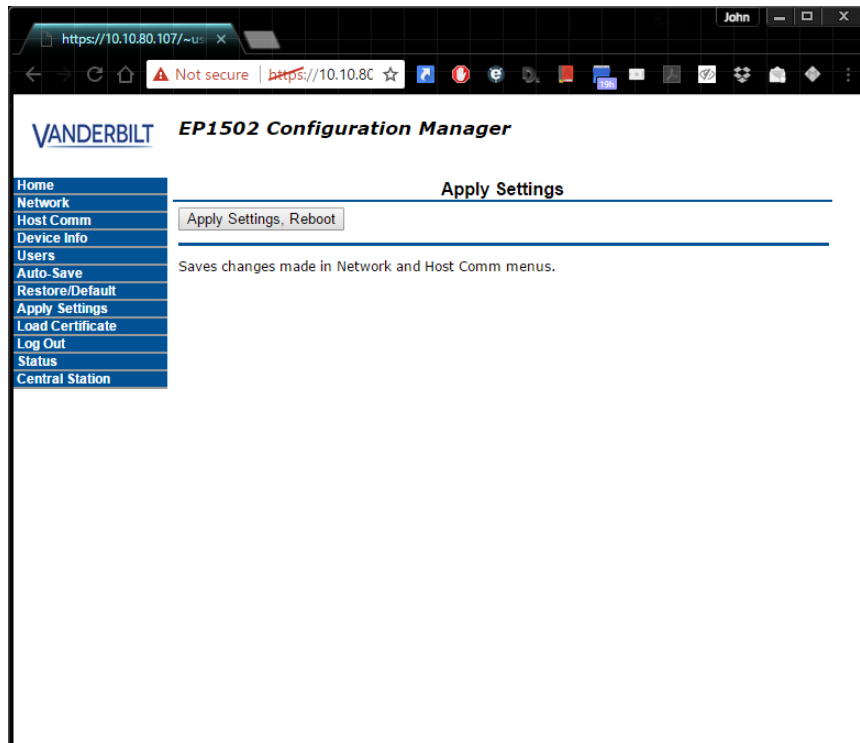 John
https://10.10.80.107/~us
Not secure https://10.10.80
19h
VANDERBILT
EP1502 Configuration Manager
Home
Network
Host Comm
Device Info
Users
Auto-Save
Restore/Default
Apply Settings
Load Certificate
Log Out
Status
Central Station
Apply Settings
Apply Settings, Reboot
Saves changes made in Network and Host Comm menus.